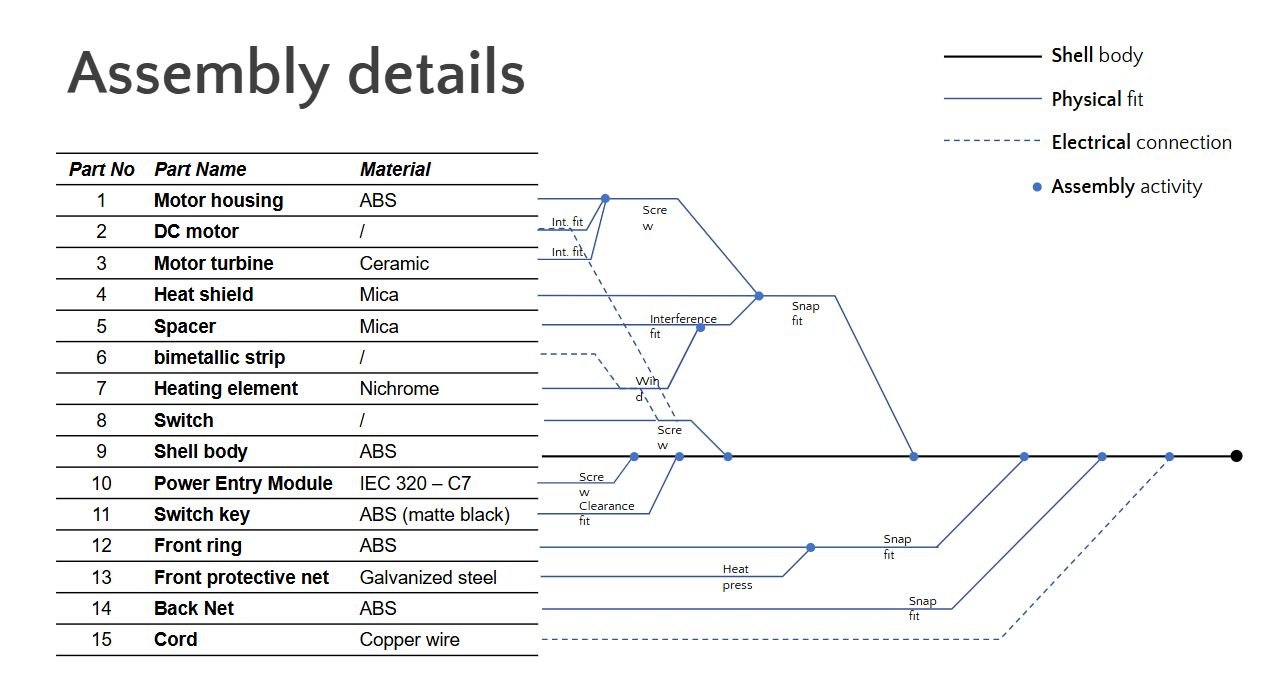 Assembly details
Shell body
Physical fit
Electrical connection
Assembly activity
Part No Part Name Material
1 Motor housing ABS
2 DC motor /
3 Motor turbine Ceramic
4 Heat shield Mica
5 Spacer Mica
6 bimetallic strip /
7 Heating element Nichrome
8 Switch /
9 Shell body ABS
10 Power Entry Module IEC 320 – C7
11 Switch key ABS (matte black)
12 Front ring ABS
13 Front protective net Galvanized steel
14 Back Net ABS
15 Cord Copper wire
Scre
w
Int. fit
Int. fit
Snap
fit
Interference
fit
Win
d
Scre
w
Scre
w
Clearance
fit
Snap
fit
Heat
press
Snap
fit